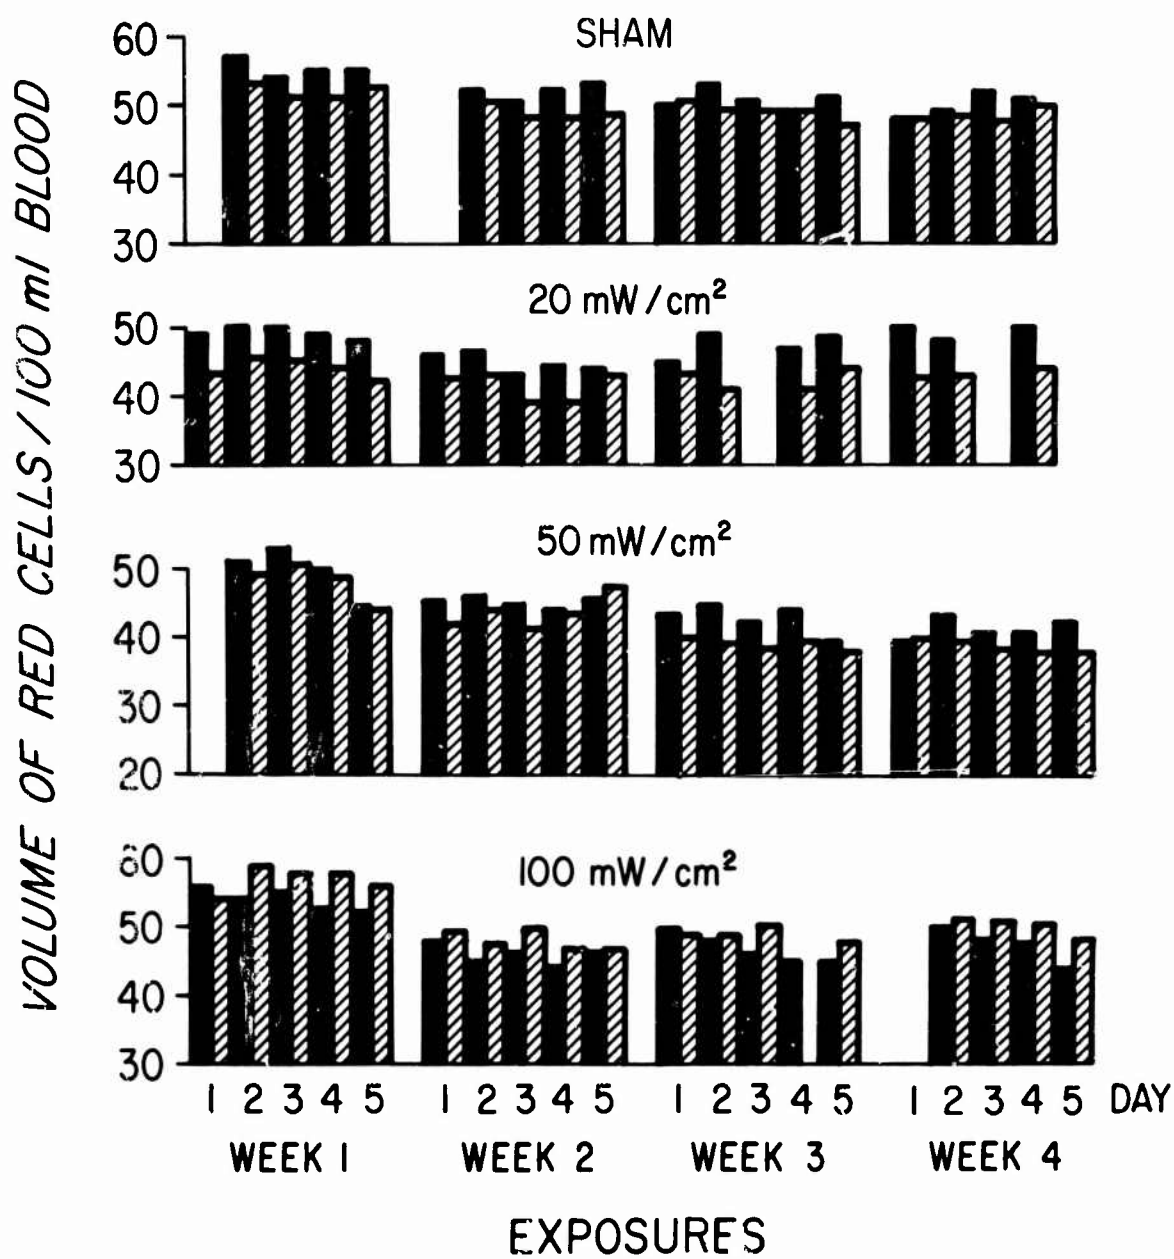 VOLUME OF RED CELLS/100 ml BLOOD
SHAM
60
50
40
30
20 mW/cm²
50
40
30
50 mW/cm²
50
40
30
20
100 mW/cm²
60
50
40
30
1 2 3 4 5 1 2 3 4 5 1 2 3 4 5 1 2 3 4 5 DAY
WEEK 1 WEEK 2 WEEK 3 WEEK 4
EXPOSURES